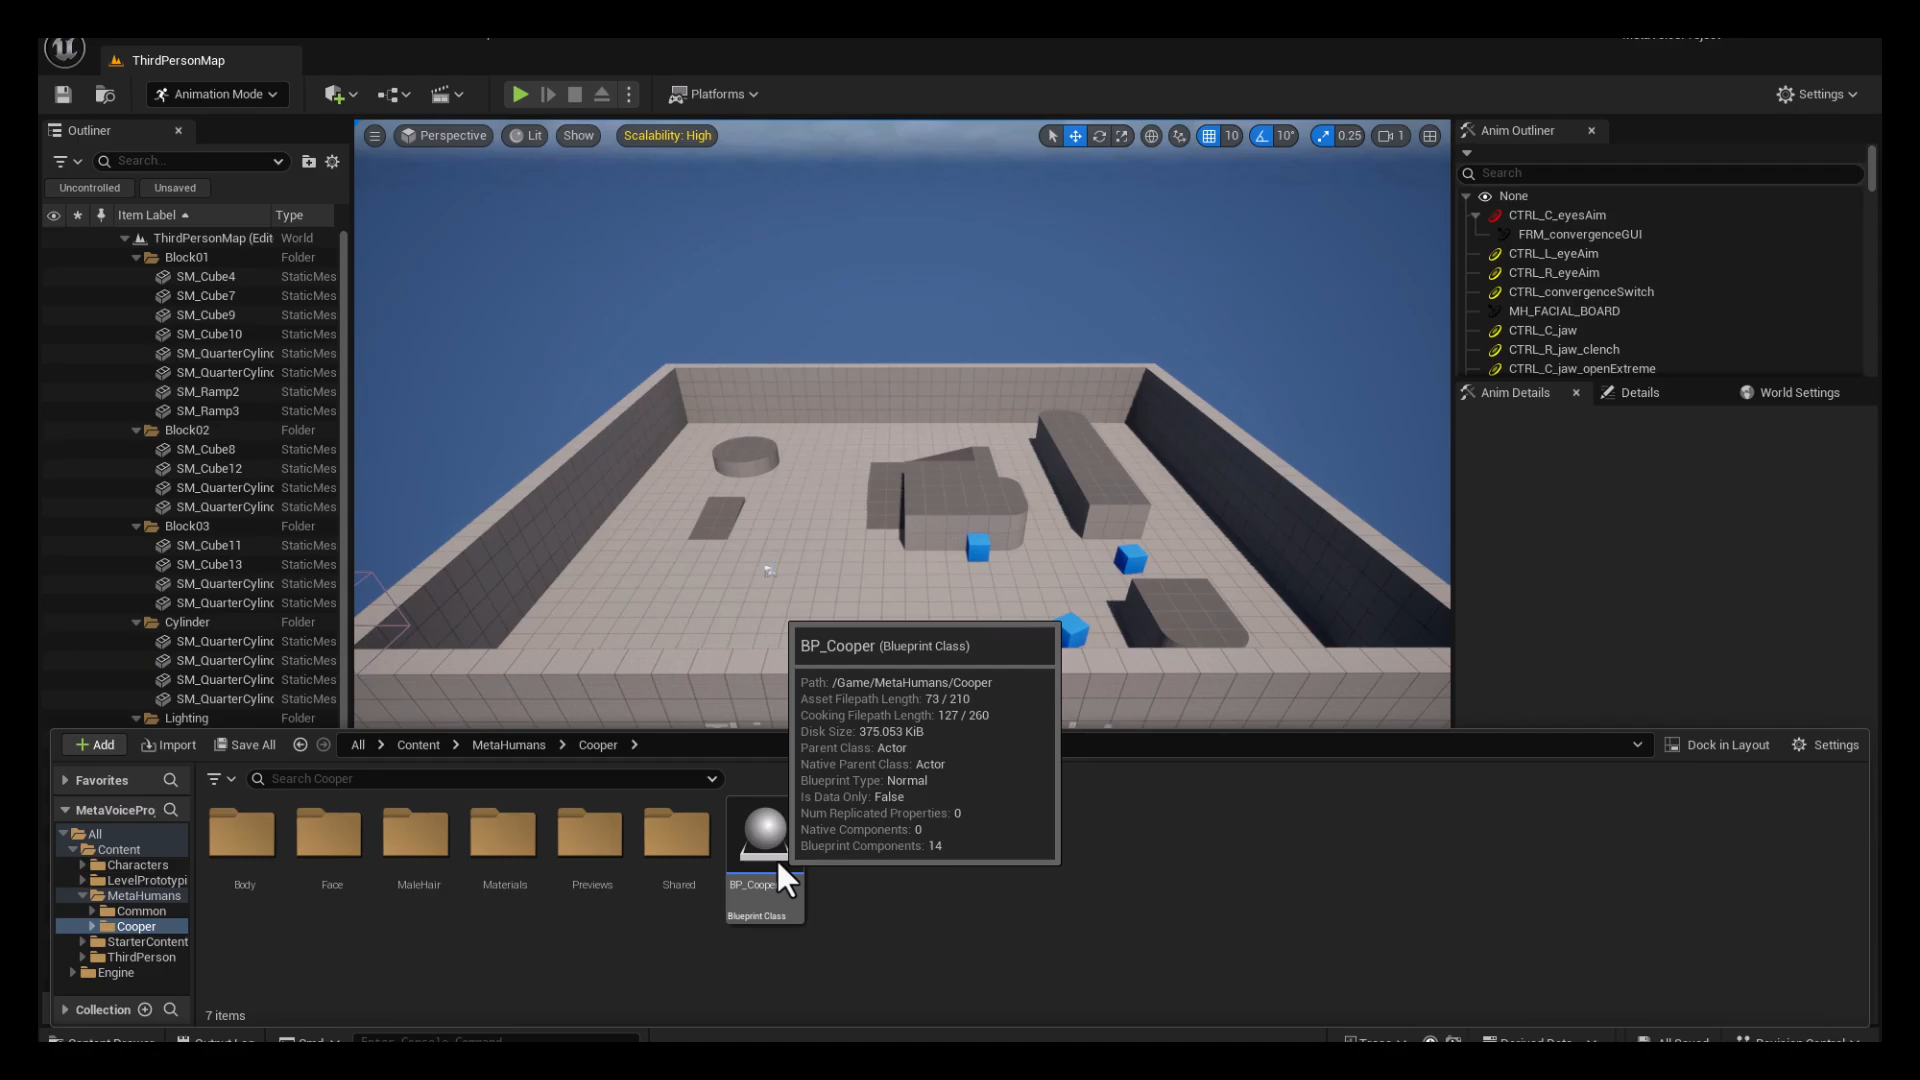 ThirdPersonMap
Animation Mode
Platforms
Settings
Outliner
Search...
Uncontrolled
Unsaved
Item Label
Type
ThirdPersonMap (Edit
World
Block01
Folder
SM_Cube4
StaticMes
SM_Cube7
StaticMes
SM_Cube9
StaticMes
SM_Cube10
StaticMes
SM_QuarterCylinc
StaticMes
SM_QuarterCylinc
StaticMes
SM_Ramp2
StaticMes
SM_Ramp3
StaticMes
Block02
Folder
SM_Cube8
StaticMes
SM_Cube12
StaticMes
SM_QuarterCylinc
StaticMes
SM_QuarterCylinc
StaticMes
Block03
Folder
SM_Cube11
StaticMes
SM_Cube13
StaticMes
SM_QuarterCylinc
StaticMes
SM_QuarterCylinc
StaticMes
Cylinder
Folder
SM_QuarterCylinc
StaticMes
SM_QuarterCylinc
StaticMes
SM_QuarterCylinc
StaticMes
SM_QuarterCylinc
StaticMes
Lighting
Folder
Perspective
Lit
Show
Scalability: High
10
10°
0.25
1
Anim Outliner
Search
None
CTRL_C_eyesAim
FRM_convergenceGUI
CTRL_L_eyeAim
CTRL_R_eyeAim
CTRL_convergenceSwitch
MH_FACIAL_BOARD
CTRL_C_jaw
CTRL_R_jaw_clench
CTRL_C_jaw_openExtreme
Anim Details
Details
World Settings
BP_Cooper (Blueprint Class)
Path: /Game/MetaHumans/Cooper
Asset Filepath Length: 73 / 210
Cooking Filepath Length: 127 / 260
Disk Size: 375.053 KiB
Parent Class: Actor
Native Parent Class: Actor
Blueprint Type: Normal
Is Data Only: False
Num Replicated Properties: 0
Native Components: 0
Blueprint Components: 14
Add
Import
Save All
All
Content
MetaHumans
Cooper
Dock in Layout
Settings
Favorites
MetaVoicePro
All
Content
Characters
LevelPrototypi
MetaHumans
Common
Cooper
StarterContent
ThirdPerson
Engine
Collection
Search Cooper
Body
Face
MaleHair
Materials
Previews
Shared
BP_Coope
Blueprint Class
7 items